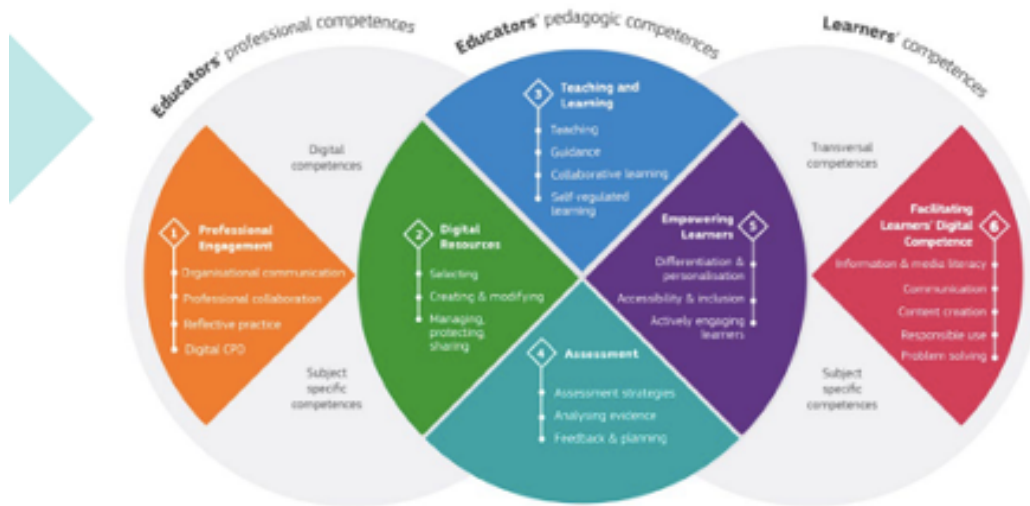 Educators' professional competences
Educators' pedagogic competences
Learners' competences
Digital
competences
Subject
specific
competences
1
Professional
Engagement
Organisational communication
Professional collaboration
Reflective practice
Digital CPD
2
Digital
Resources
Selecting
Creating & modifying
Managing,
protecting,
sharing
3
Teaching and
Learning
Teaching
Guidance
Collaborative learning
Self-regulated
learning
4
Assessment
Assessment strategies
Analysing evidence
Feedback & planning
5
Empowering
Learners
Differentiation &
personalisation
Accessibility & inclusion
Actively engaging
learners
Transversal
competences
Subject
specific
competences
6
Facilitating
Learners' Digital
Competence
Information & media literacy
Communication
Content creation
Responsible use
Problem solving